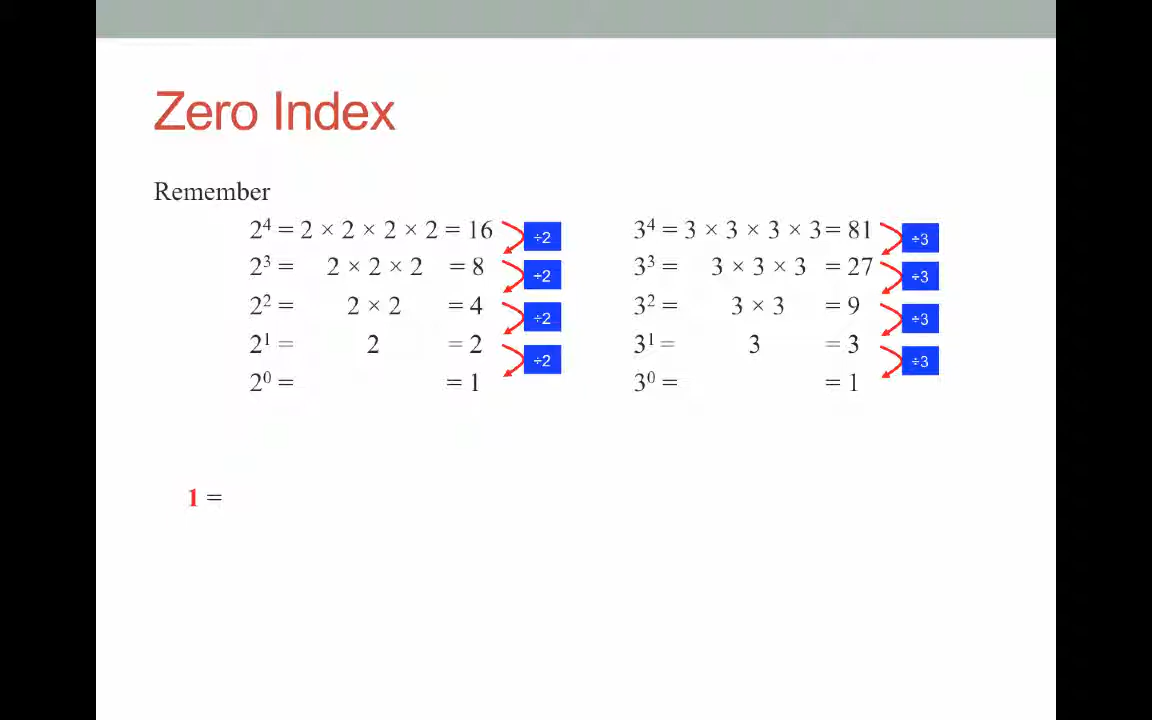 Zero Index
Remember
2⁴ = 2 × 2 × 2 × 2 = 16 ÷2
2³ = 2 × 2 × 2 = 8 ÷2
2² = 2 × 2 = 4 ÷2
2¹ = 2 = 2 ÷2
2⁰ = = 1
3⁴ = 3 × 3 × 3 × 3 = 81 ÷3
3³ = 3 × 3 × 3 = 27 ÷3
3² = 3 × 3 = 9 ÷3
3¹ = 3 = 3 ÷3
3⁰ = = 1
1 =